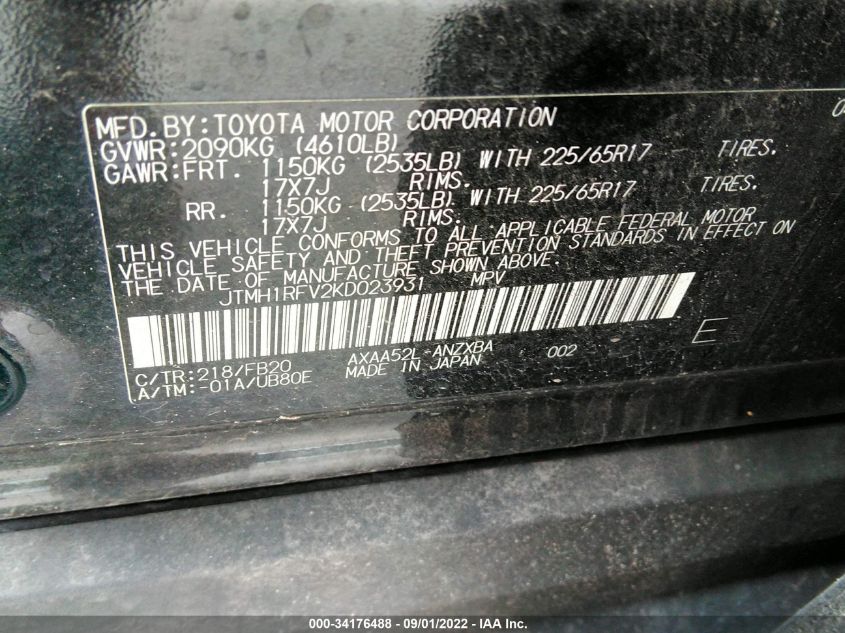 MFD.BY:TOYOTA MOTOR CORPORATION
GVWR:2090KG (4610LB)
GAWR:FRT. 1150KG (2535LB) WITH 225/65R17 TIRES.
17X7J RIMS.
RR. 1150KG (2535LB) WITH 225/65R17 TIRES.
17X7J RIMS.
THIS VEHICLE CONFORMS TO ALL APPLICABLE FEDERAL MOTOR
VEHICLE SAFETY AND THEFT PREVENTION STANDARDS IN EFFECT ON
THE DATE OF MANUFACTURE SHOWN ABOVE.
JTMH1RFV2KD023931 MPV
E
C/TR:218/FB20 AXAA52L-ANZXBA 002
A/TM:-01A/UB80E MADE IN JAPAN
000-34176488 - 09/01/2022 - IAA Inc.